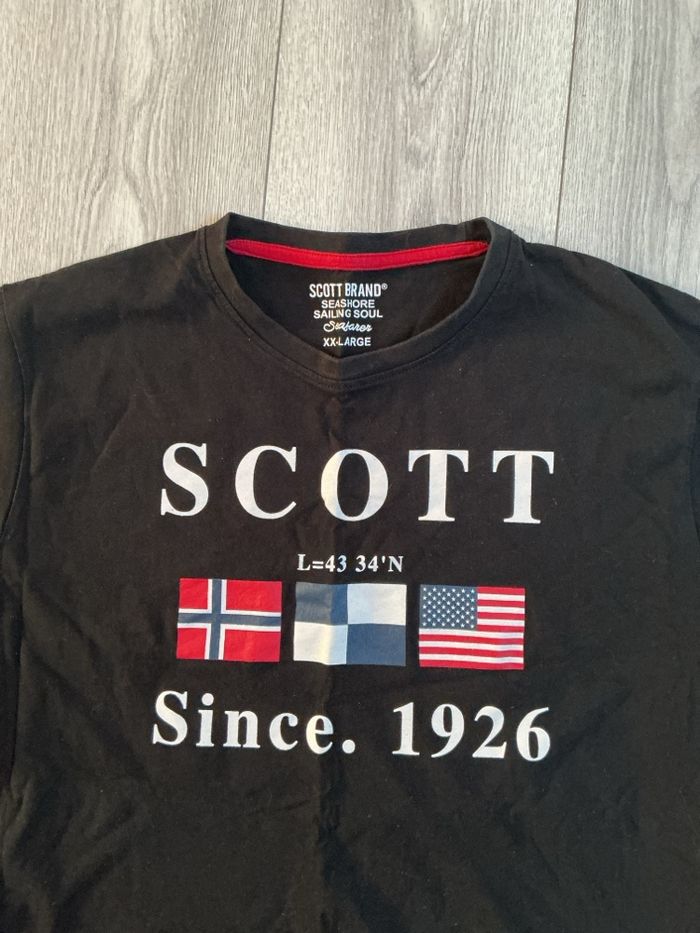 SCOTT BRAND®
SEASHORE
SAILING SOUL
Seafarer
XX-LARGE
SCOTT
L=43 34'N
Since. 1926